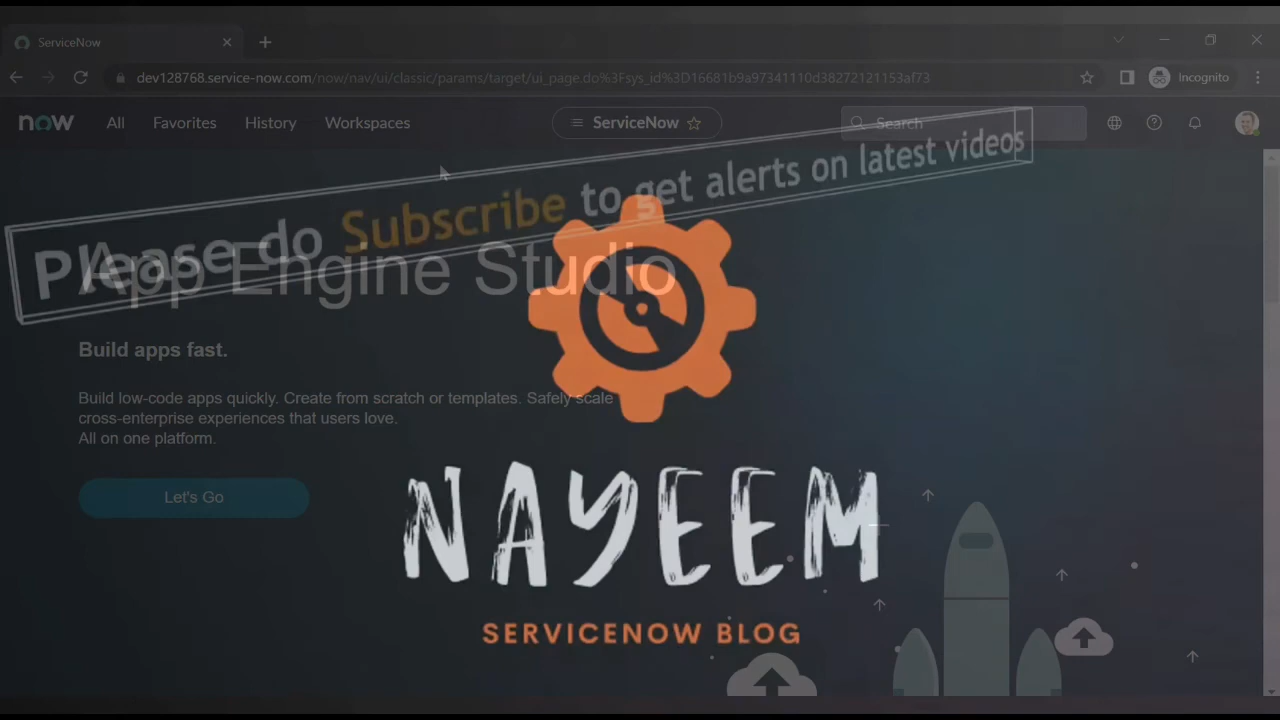 ServiceNow
dev128768.service-now.com/now/nav/ui/classic/params/target/ui_page.do%3Fsys_id%3D16681b9a97341110d38272121153af73
Incognito
now All Favorites History Workspaces ServiceNow Search
Please do Subscribe to get alerts on latest videos
App Engine Studio
Build apps fast.
Build low-code apps quickly. Create from scratch or templates. Safely scale
cross-enterprise experiences that users love.
All on one platform.
Let's Go
NAYEEM
SERVICENOW BLOG